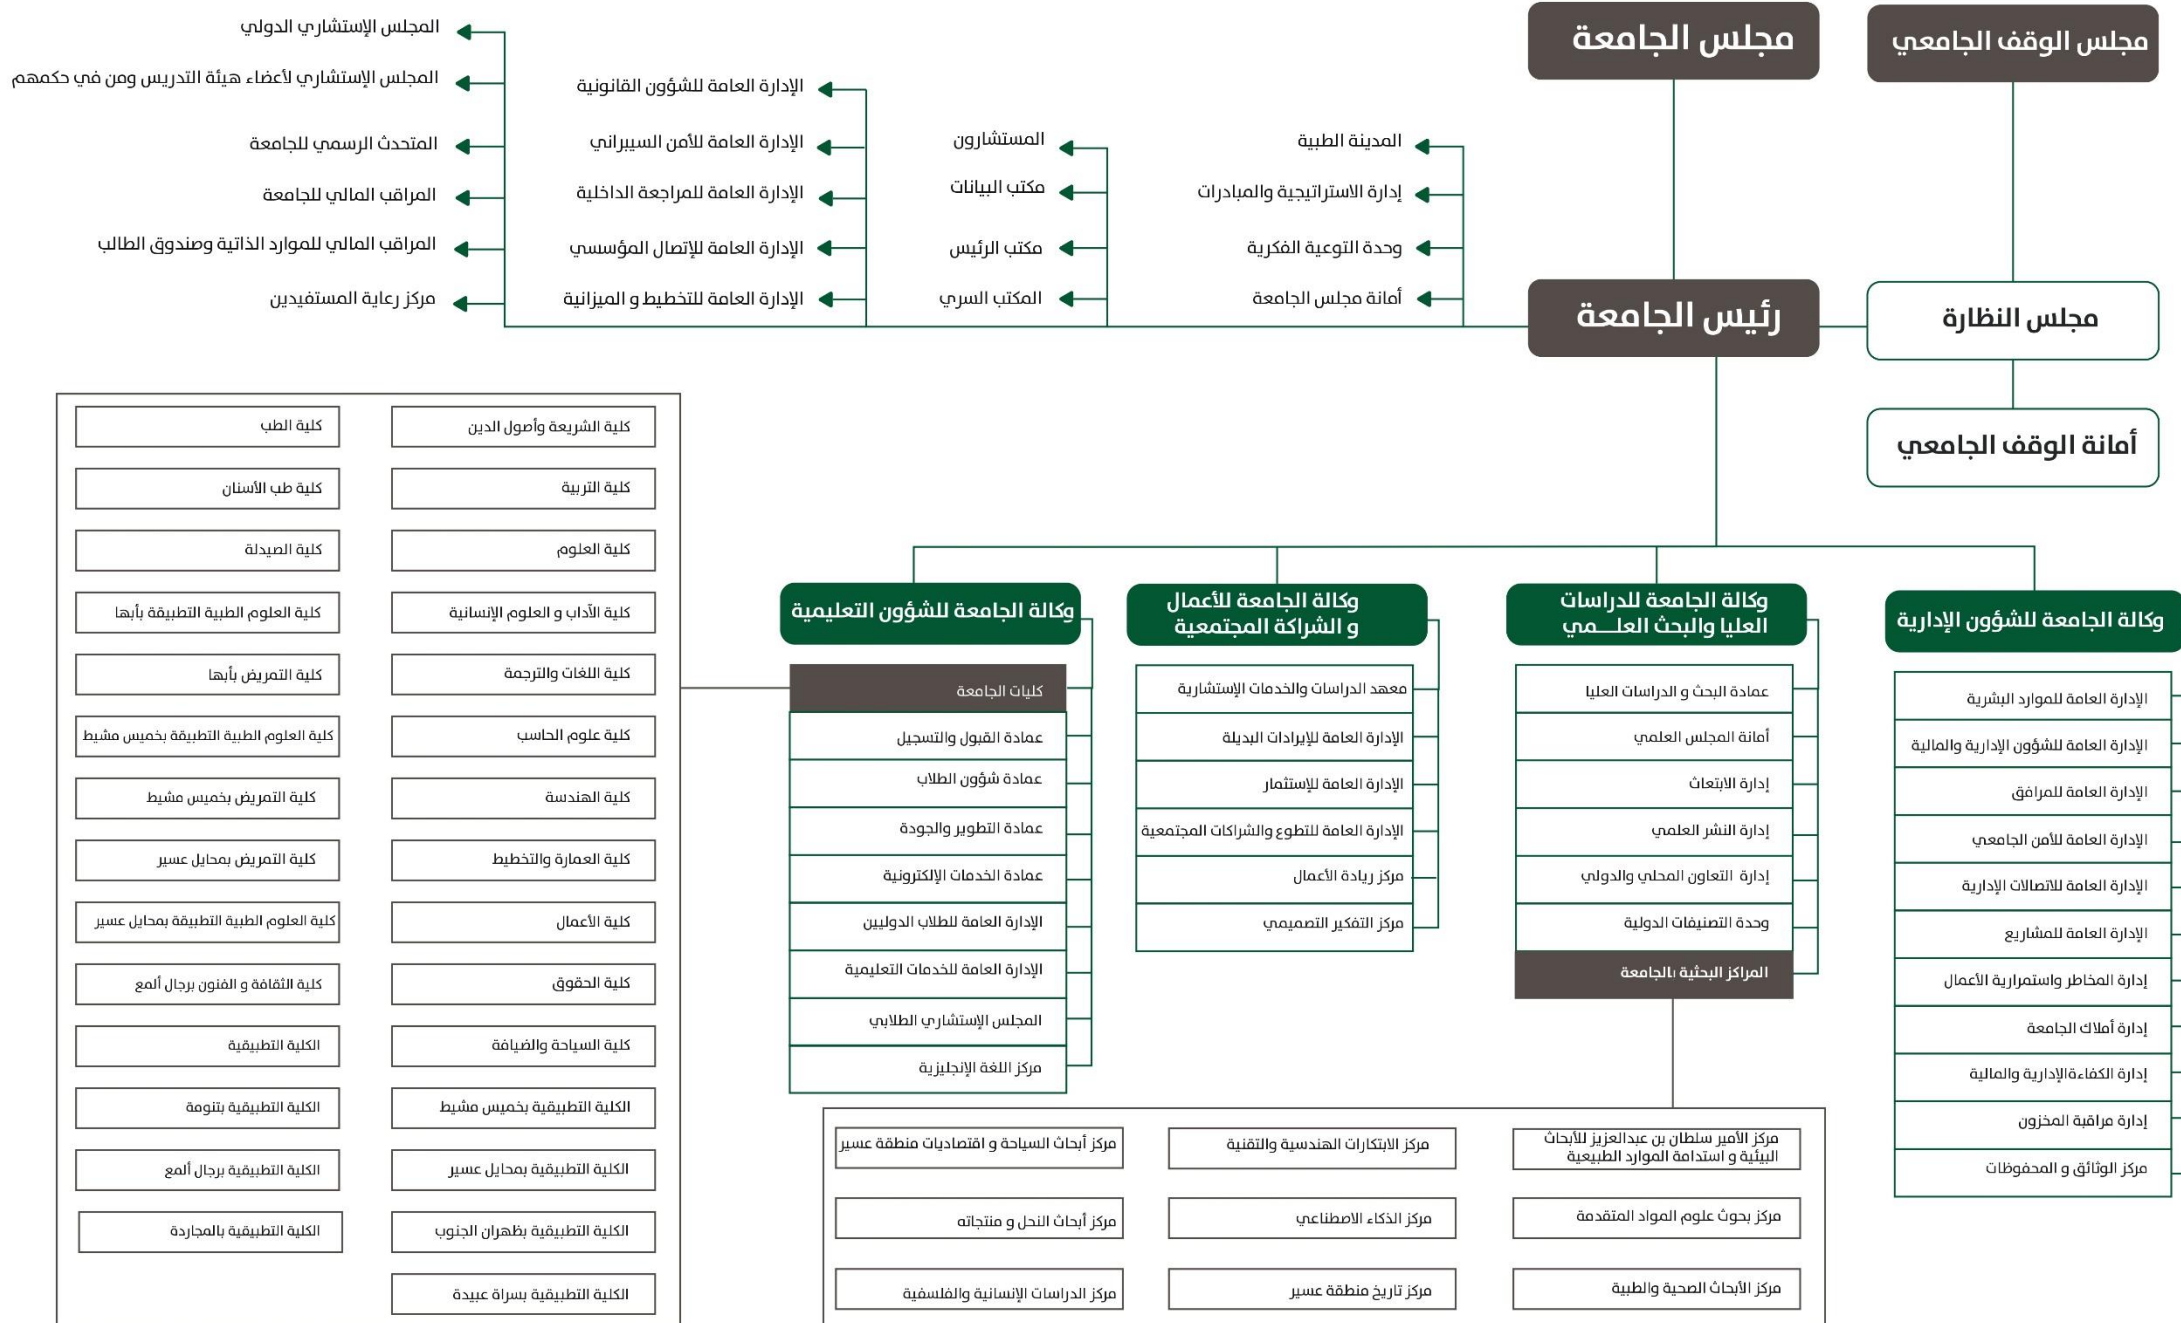 مجلس الوقف الجامعي
مجلس الجامعة
رئيس الجامعة
مجلس النظارة
أمانة الوقف الجامعي
المدينة الطبية
إدارة الاستراتيجية والمبادرات
وحدة التوعية الفكرية
أمانة مجلس الجامعة
المستشارون
مكتب البيانات
مكتب الرئيس
المكتب السري
الإدارة العامة للشؤون القانونية
الإدارة العامة للأمن السيبراني
الإدارة العامة للمراجعة الداخلية
الإدارة العامة للإتصال المؤسسي
الإدارة العامة للتخطيط و الميزانية
المجلس الإستشاري الدولي
المجلس الإستشاري لأعضاء هيئة التدريس ومن في حكمهم
المتحدث الرسمي للجامعة
المراقب المالي للجامعة
المراقب المالي للموارد الذاتية وصندوق الطالب
مركز رعاية المستفيدين
وكالة الجامعة للشؤون الإدارية
الإدارة العامة للموارد البشرية
الإدارة العامة للشؤون الإدارية والمالية
الإدارة العامة للمرافق
الإدارة العامة للأمن الجامعي
الإدارة العامة للاتصالات الإدارية
الإدارة العامة للمشاريع
إدارة المخاطر واستمرارية الأعمال
إدارة أملاك الجامعة
إدارة الكفاءةالإدارية والمالية
إدارة مراقبة المخزون
مركز الوثائق و المحفوظات
وكالة الجامعة للدراسات
العليا والبحث العلـــمي
عمادة البحث و الدراسات العليا
أمانة المجلس العلمي
إدارة الابتعاث
إدارة النشر العلمي
إدارة التعاون المحلي والدولي
وحدة التصنيفات الدولية
المراكز البحثية بالجامعة
وكالة الجامعة للأعمال
و الشراكة المجتمعية
معهد الدراسات والخدمات الإستشارية
الإدارة العامة للإيرادات البديلة
الإدارة العامة للإستثمار
الإدارة العامة للتطوع والشراكات المجتمعية
مركز ريادة الأعمال
مركز التفكير التصميمي
وكالة الجامعة للشؤون التعليمية
كليات الجامعة
عمادة القبول والتسجيل
عمادة شؤون الطلاب
عمادة التطوير والجودة
عمادة الخدمات الإلكترونية
الإدارة العامة للطلاب الدوليين
الإدارة العامة للخدمات التعليمية
المجلس الإستشاري الطلابي
مركز اللغة الإنجليزية
كلية الشريعة وأصول الدين
كلية التربية
كلية العلوم
كلية الآداب و العلوم الإنسانية
كلية اللغات والترجمة
كلية علوم الحاسب
كلية الهندسة
كلية العمارة والتخطيط
كلية الأعمال
كلية الحقوق
كلية السياحة والضيافة
الكلية التطبيقية بخميس مشيط
الكلية التطبيقية بمحايل عسير
الكلية التطبيقية بظهران الجنوب
الكلية التطبيقية بسراة عبيدة
كلية الطب
كلية طب الأسنان
كلية الصيدلة
كلية العلوم الطبية التطبيقة بأبها
كلية التمريض بأبها
كلية العلوم الطبية التطبيقة بخميس مشيط
كلية التمريض بخميس مشيط
كلية التمريض بمحايل عسير
كلية العلوم الطبية التطبيقة بمحايل عسير
كلية الثقافة و الفنون برجال ألمع
الكلية التطبيقية
الكلية التطبيقية بتنومة
الكلية التطبيقية برجال ألمع
الكلية التطبيقية بالمجاردة
مركز الأمير سلطان بن عبدالعزيز للأبحاث
البيئية و استدامة الموارد الطبيعية
مركز بحوث علوم المواد المتقدمة
مركز الأبحاث الصحية والطبية
مركز الابتكارات الهندسية والتقنية
مركز الذكاء الاصطناعي
مركز تاريخ منطقة عسير
مركز أبحاث السياحة و اقتصاديات منطقة عسير
مركز أبحاث النحل و منتجاته
مركز الدراسات الإنسانية والفلسفية